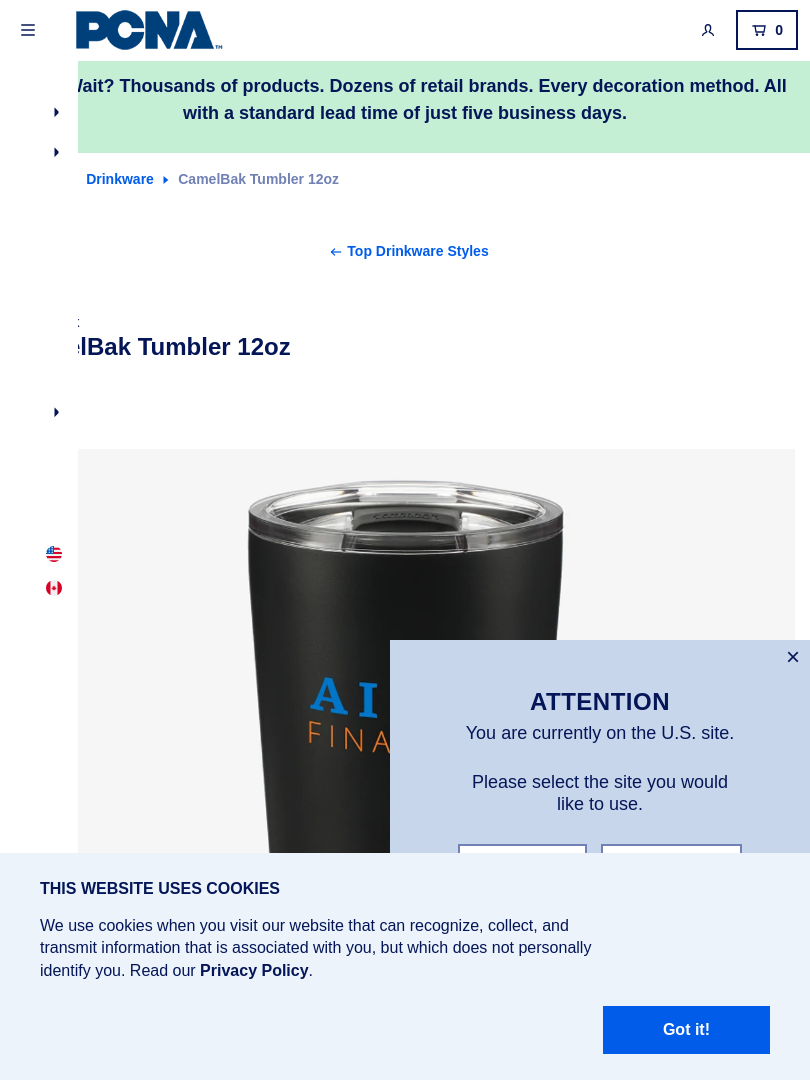 PCNA
0
Wait? Thousands of products. Dozens of retail brands. Every decoration method. All
with a standard lead time of just five business days.
Drinkware
CamelBak Tumbler 12oz
Top Drinkware Styles
elBak Tumbler 12oz
AI
FINA
ATTENTION
You are currently on the U.S. site.
Please select the site you would
like to use.
THIS WEBSITE USES COOKIES
We use cookies when you visit our website that can recognize, collect, and
transmit information that is associated with you, but which does not personally
identify you. Read our Privacy Policy.
Got it!